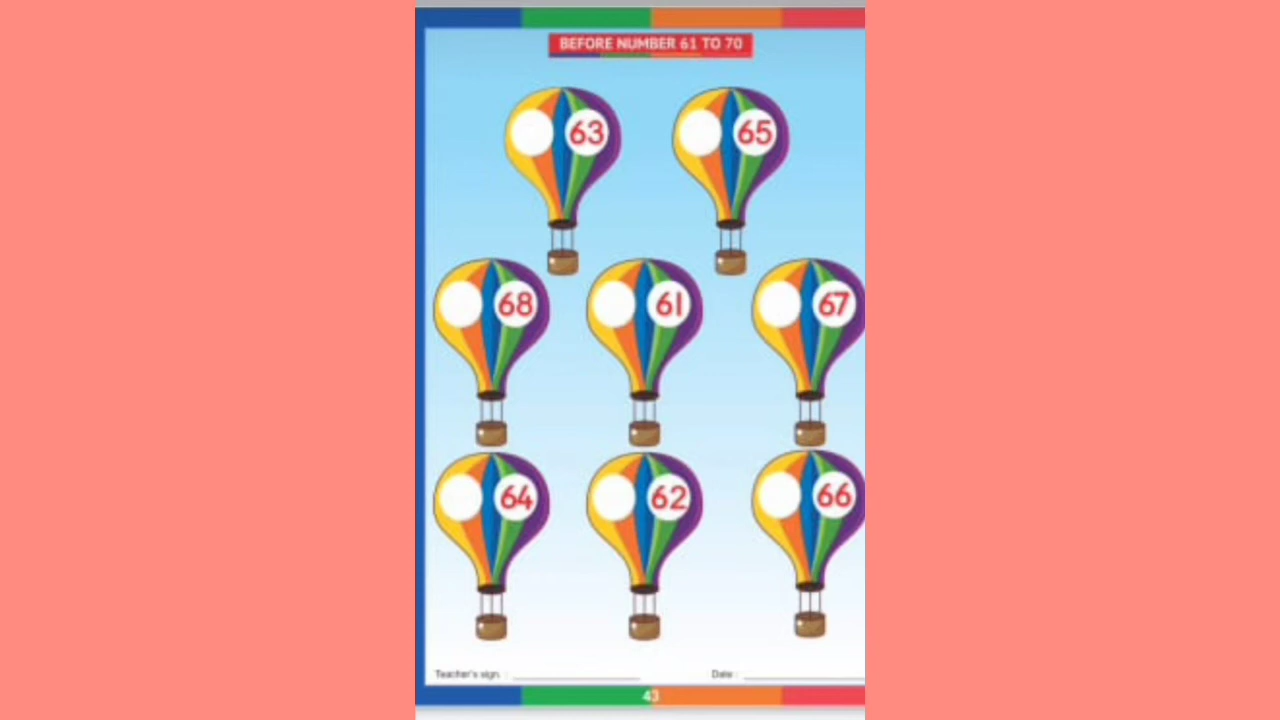 BEFORE NUMBER 61 TO 70
63 65
68 61 67
64 62 66
Teacher's sign. : Date :
43